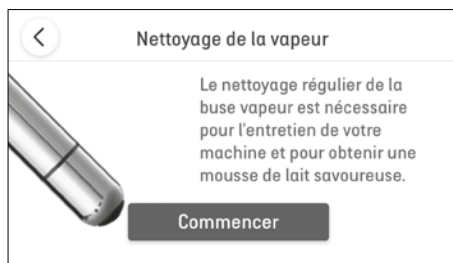 Nettoyage de la vapeur
Le nettoyage régulier de la
buse vapeur est nécessaire
pour l'entretien de votre
machine et pour obtenir une
mousse de lait savoureuse.
Commencer